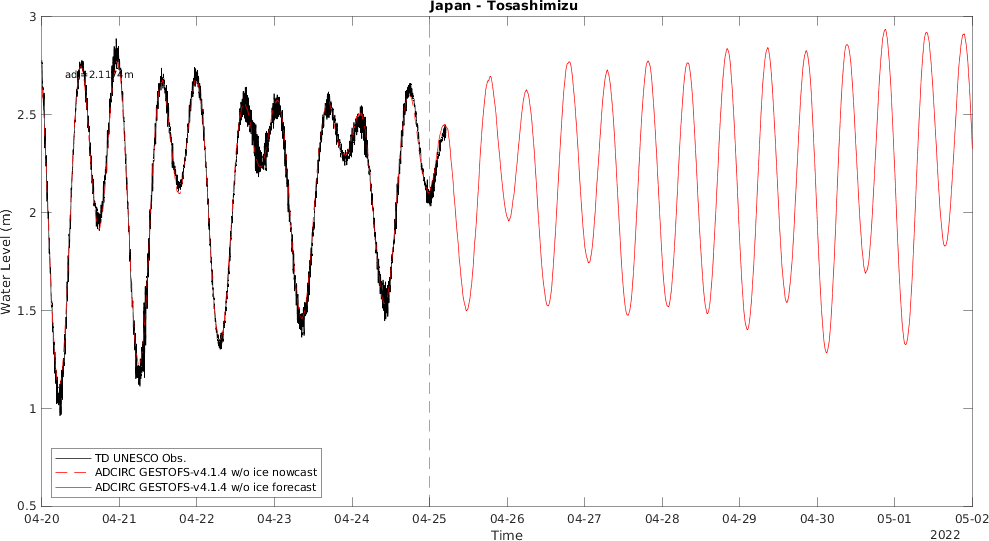 Japan - Tosashimizu
3
2.5
2
1.5
1
0.5
Water Level (m)
adj=2.1174m
TD UNESCO Obs.
ADCIRC GESTOFS-v4.1.4 w/o ice nowcast
ADCIRC GESTOFS-v4.1.4 w/o ice forecast
04-20 04-21 04-22 04-23 04-24 04-25 04-26 04-27 04-28 04-29 04-30 05-01 05-02
Time
2022